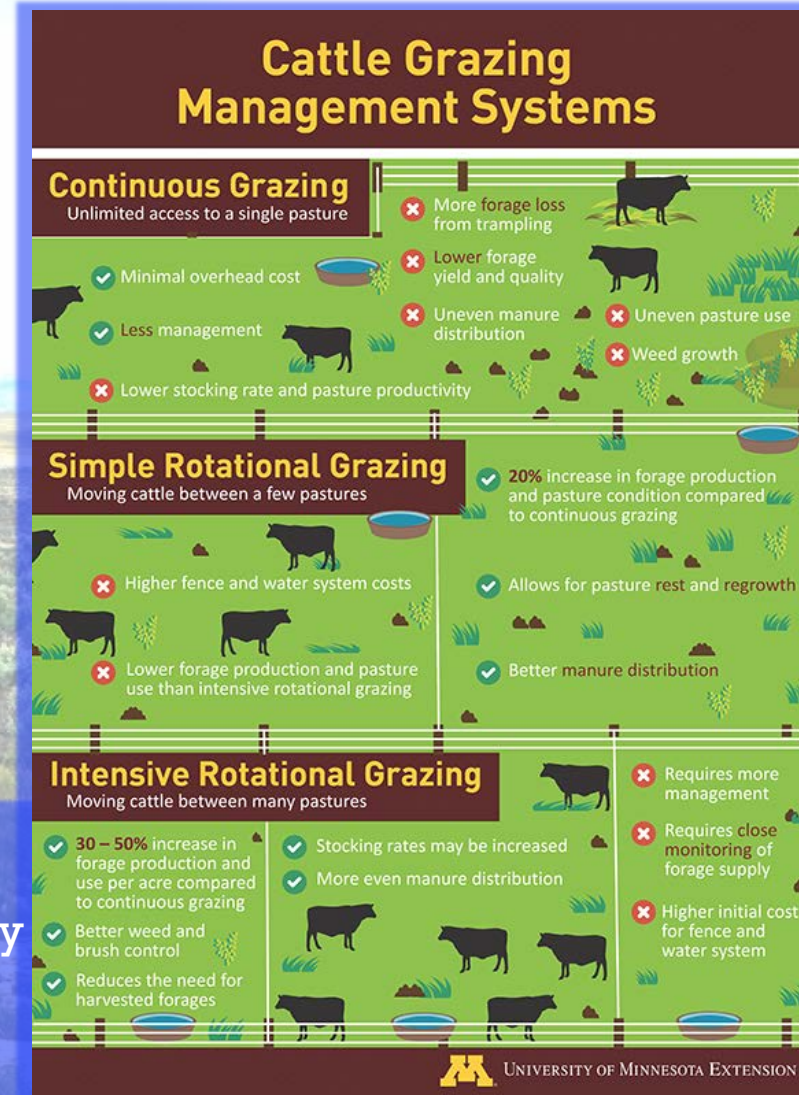 Cattle Grazing
Management Systems
Continuous Grazing
Unlimited access to a single pasture
Minimal overhead cost
Less management
Lower stocking rate and pasture productivity
More forage loss
from trampling
Lower forage
yield and quality
Uneven manure
distribution
Uneven pasture use
Weed growth
Simple Rotational Grazing
Moving cattle between a few pastures
Higher fence and water system costs
Lower forage production and pasture
use than intensive rotational grazing
20% increase in forage production
and pasture condition compared
to continuous grazing
Allows for pasture rest and regrowth
Better manure distribution
Intensive Rotational Grazing
Moving cattle between many pastures
30 – 50% increase in
forage production and
use per acre compared
to continuous grazing
Better weed and
brush control
Reduces the need for
harvested forages
Stocking rates may be increased
More even manure distribution
Requires more
management
Requires close
monitoring of
forage supply
Higher initial cost
for fence and
water system
y
M
UNIVERSITY OF MINNESOTA EXTENSION